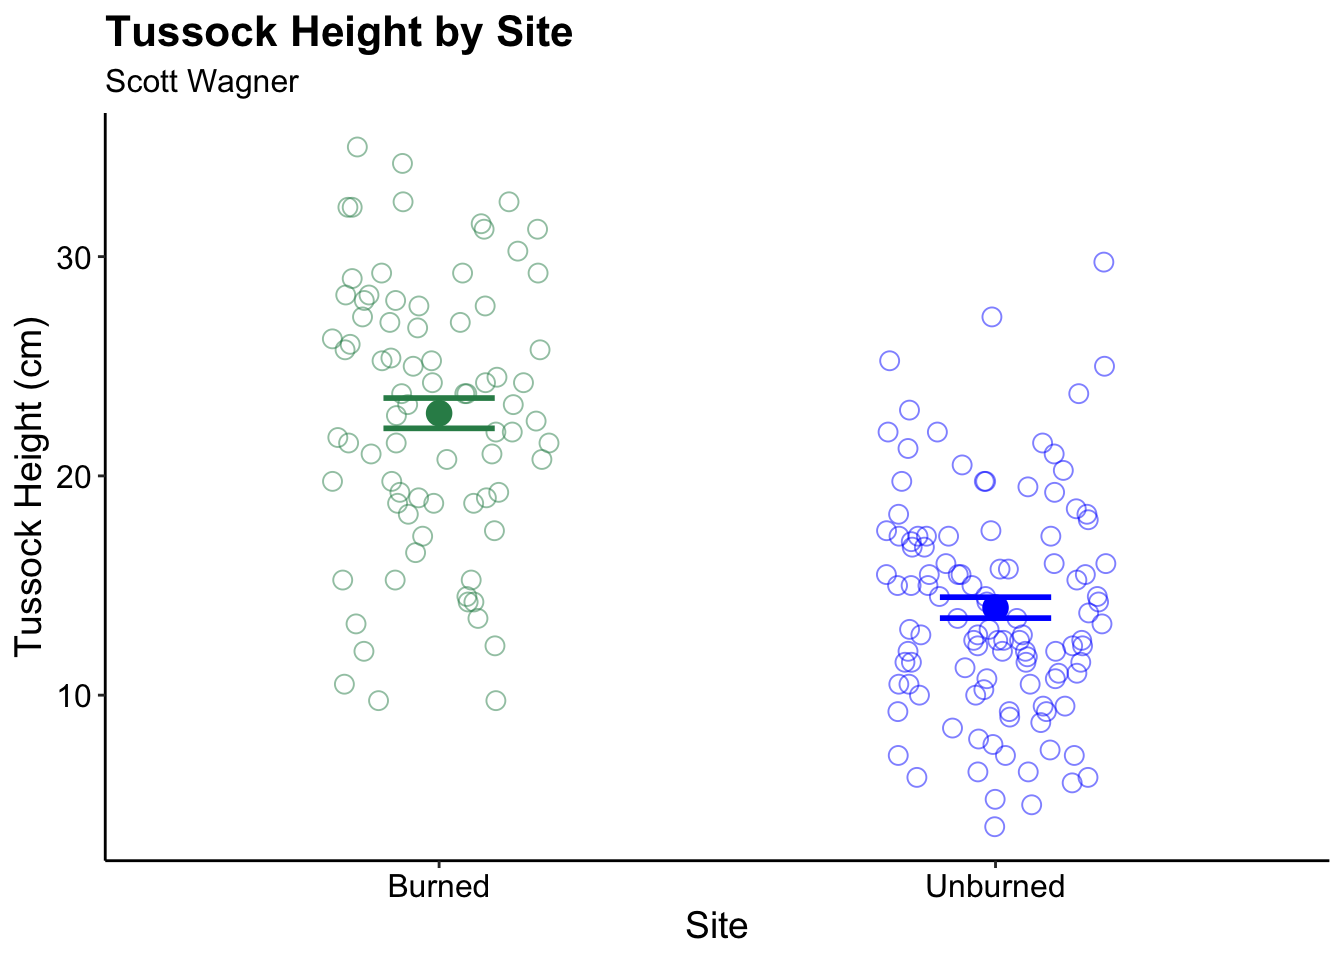 Tussock Height by Site
Scott Wagner
Tussock Height (cm)
30
20
10
Burned
Unburned
Site